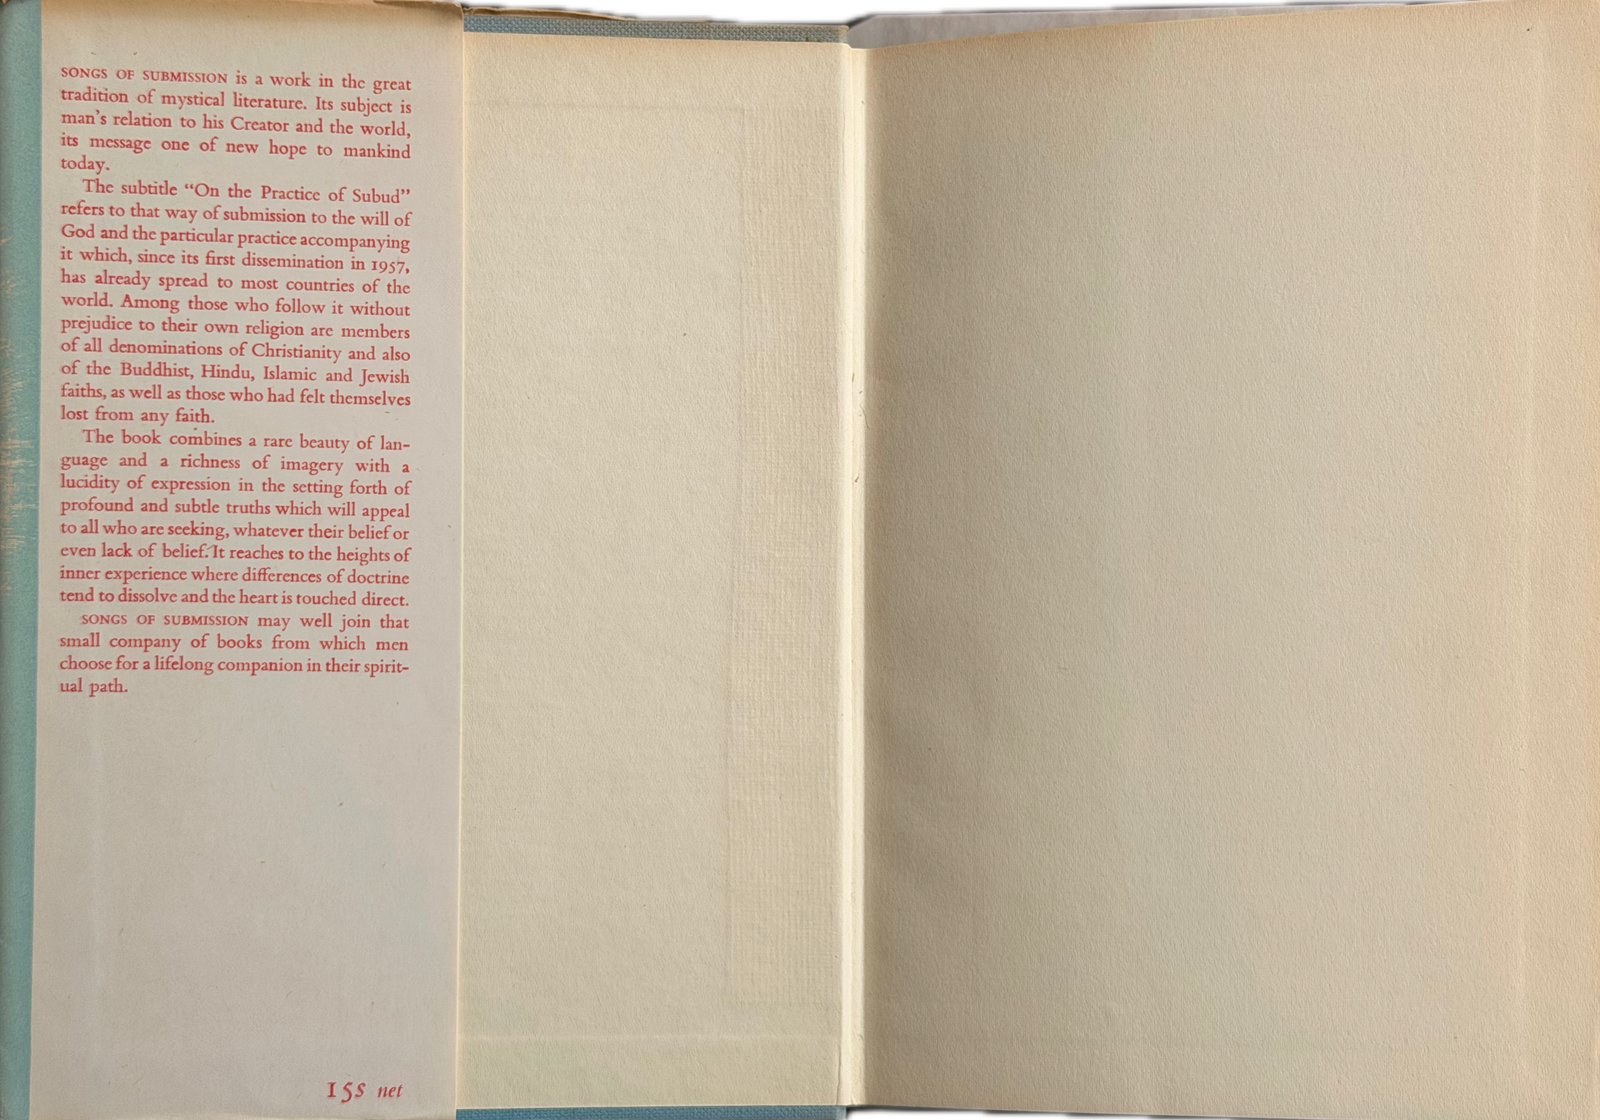 SONGS OF SUBMISSION is a work in the great
tradition of mystical literature. Its subject is
man's relation to his Creator and the world,
its message one of new hope to mankind
today.
The subtitle “On the Practice of Subud”
refers to that way of submission to the will of
God and the particular practice accompanying
it which, since its first dissemination in 1957,
has already spread to most countries of the
world. Among those who follow it without
prejudice to their own religion are members
of all denominations of Christianity and also
of the Buddhist, Hindu, Islamic and Jewish
faiths, as well as those who had felt themselves
lost from any faith.
The book combines a rare beauty of lan-
guage and a richness of imagery with a
lucidity of expression in the setting forth of
profound and subtle truths which will appeal
to all who are seeking, whatever their belief or
even lack of belief. It reaches to the heights of
inner experience where differences of doctrine
tend to dissolve and the heart is touched direct.
SONGS OF SUBMISSION may well join that
small company of books from which men
choose for a lifelong companion in their spirit-
ual path.
15s net